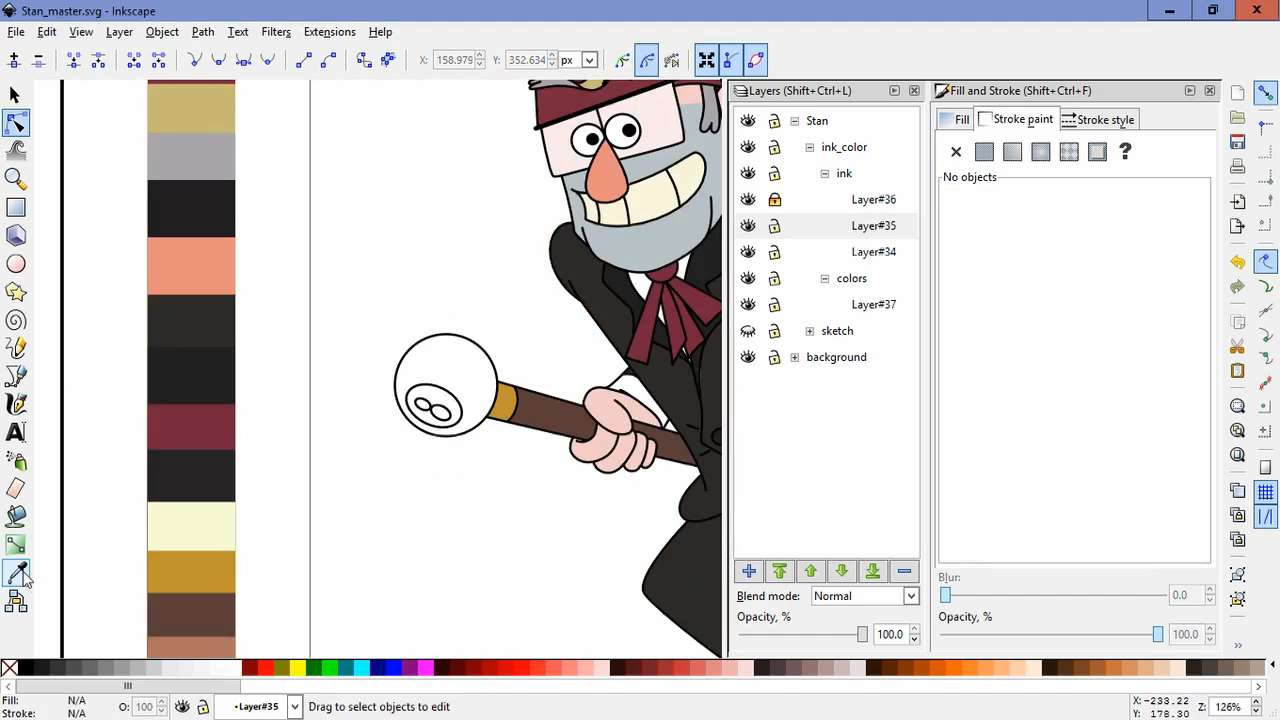 Stan_master.svg - Inkscape
File Edit View Layer Object Path Filters Text Extensions Help
X: 158.979 Y: 352.634 px
Layers (Shift+Ctrl+L)
Fill and Stroke (Shift+Ctrl+F)
Stan
Fill Stroke paint Stroke style
ink_color
ink
No objects
Layer#36
Layer#35
Layer#34
colors
Layer#37
sketch
background
Blur:
Blend mode: Normal
0.0
Opacity, %
Opacity, %
100.0
100.0
Fill: N/A
Stroke: N/A
O: 100
•Layer#35
Drag to select objects to edit
X: -233.22
Y: 178.30
Z: 126%